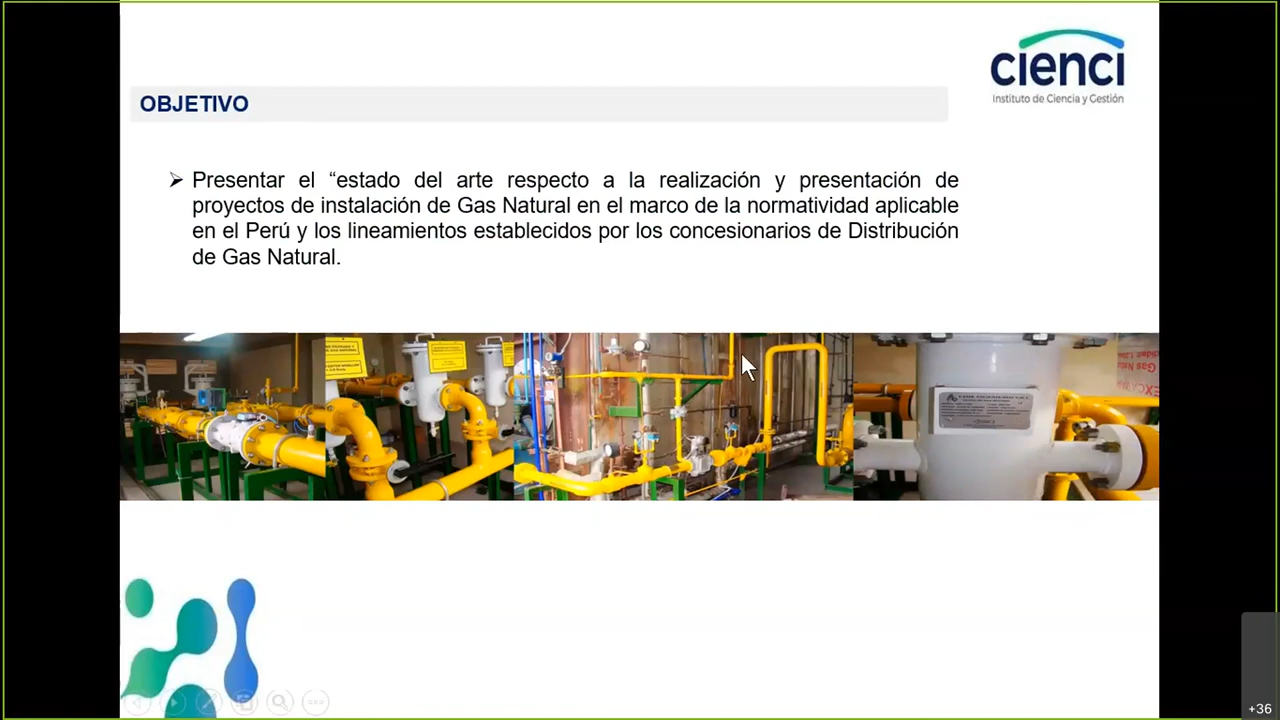 cienci
Instituto de Ciencia y Gestión
OBJETIVO
Presentar el “estado del arte respecto a la realización y presentación de
proyectos de instalación de Gas Natural en el marco de la normatividad aplicable
en el Perú y los lineamientos establecidos por los concesionarios de Distribución
de Gas Natural.
+36